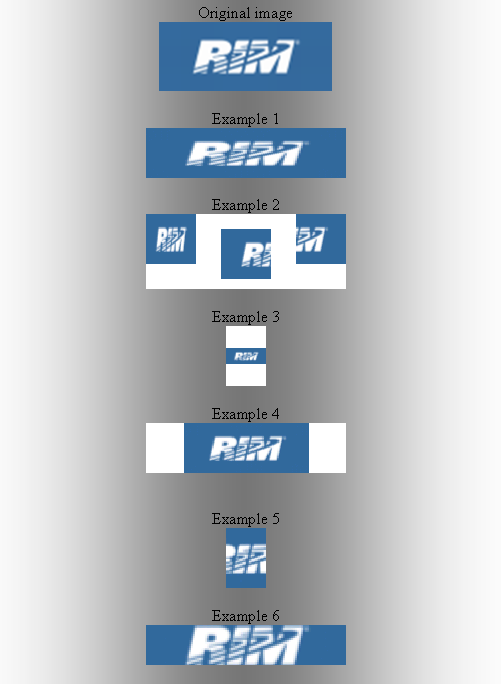 Original image
RIM
Example 1
RIM
Example 2
RIM RI IM
Example 3
RIM
Example 4
RIM
Example 5
RIM
Example 6
RIM